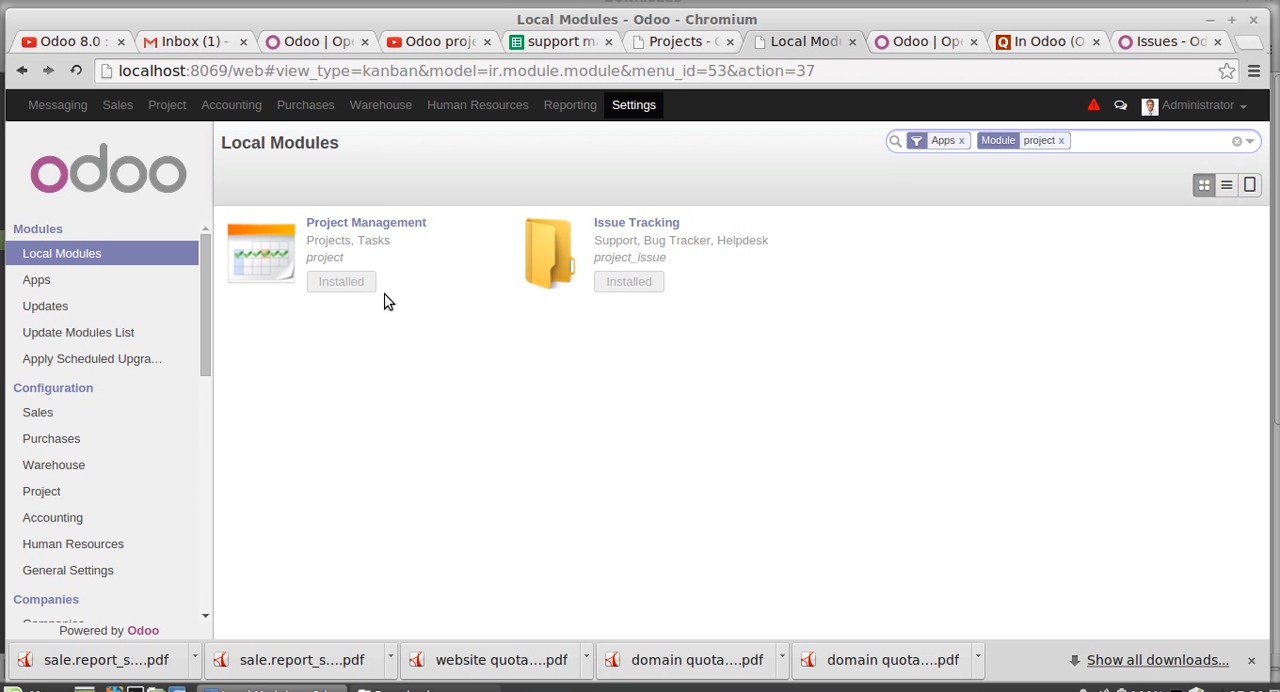 Local Modules - Odoo - Chromium
Odoo 8.0 :
Inbox (1) -
Odoo | Ope
Odoo proje
support m
Projects - O
Local Mod
Odoo | Ope
In Odoo (O
Issues - Od
localhost:8069/web#view_type=kanban&model=ir.module.module&menu_id=53&action=37
Messaging Sales Project Accounting Purchases Warehouse Human Resources Reporting Settings Administrator
odoo
Modules
Local Modules
Apps
Updates
Update Modules List
Apply Scheduled Upgra...
Configuration
Sales
Purchases
Warehouse
Project
Accounting
Human Resources
General Settings
Companies
Powered by Odoo
Local Modules
Apps x
Module project x
Project Management
Projects, Tasks
project
Installed
Issue Tracking
Support, Bug Tracker, Helpdesk
project_issue
Installed
sale.report_s....pdf
sale.report_s....pdf
website quota....pdf
domain quota....pdf
domain quota....pdf
Show all downloads...